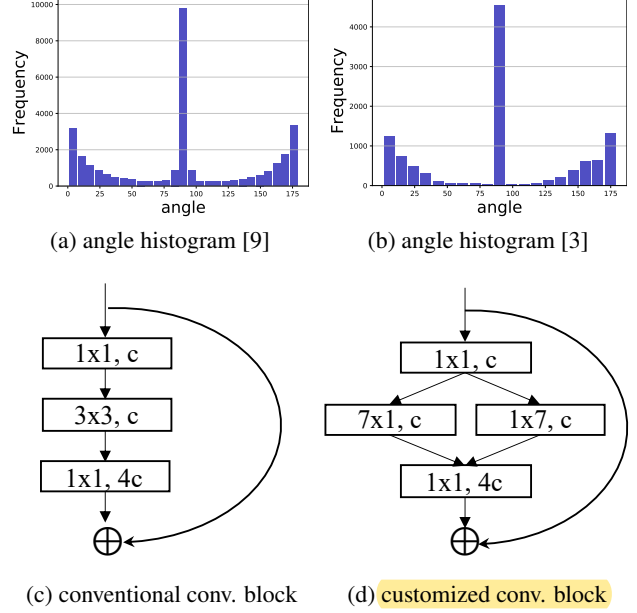 10000
8000
6000
4000
2000
0
Frequency
0 25 50 75 100 125 150 175
angle
(a) angle histogram [9]
4000
3000
2000
1000
0
Frequency
0 25 50 75 100 125 150 175
angle
(b) angle histogram [3]
1x1, c
3x3, c
1x1, 4c
(c) conventional conv. block
1x1, c
7x1, c 1x7, c
1x1, 4c
(d) customized conv. block